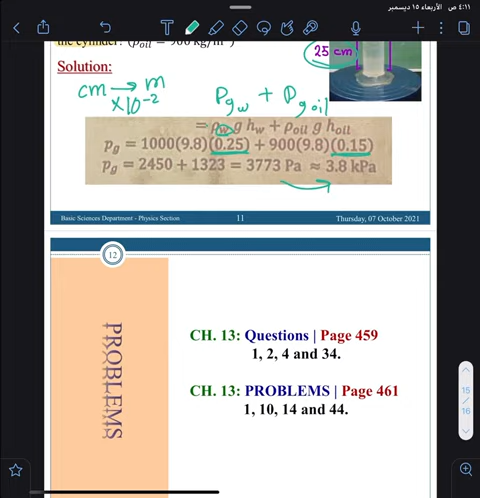 ٤:١١ ص الأربعاء ١٥ ديسمبر
the cylinder? (ρoil = 900 kg/m³)
25 cm
Solution:
cm → m
×10⁻²
Pgw + Pgoil
= ρw g hw + ρoil g hoil
pg = 1000(9.8)(0.25) + 900(9.8)(0.15)
pg = 2450 + 1323 = 3773 Pa ≈ 3.8 kPa
Basic Sciences Department - Physics Section 11 Thursday, 07 October 2021
12
PROBLEMS
CH. 13: Questions | Page 459
1, 2, 4 and 34.
CH. 13: PROBLEMS | Page 461
1, 10, 14 and 44.
15
/
16